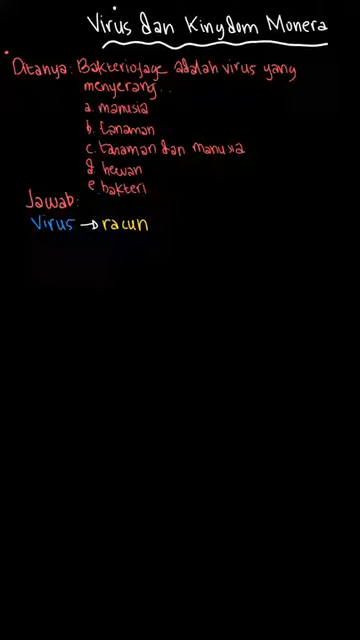 Virus dan Kingdom Monera
Ditanya: Bakteriofage adalah virus yang
menyerang...
a. manusia
b. tanaman
c. tanaman dan manusia
d. hewan
e. bakteri
Jawab:
Virus → racun